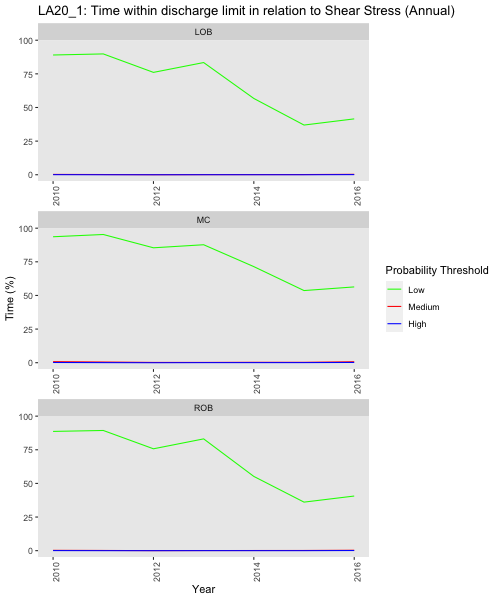 LA20_1: Time within discharge limit in relation to Shear Stress (Annual)
LOB
100
75
50
25
0
2010
2012
2014
2016
MC
100
75
50
25
0
2010
2012
2014
2016
ROB
100
75
50
25
0
2010
2012
2014
2016
Time (%)
Year
Probability Threshold
Low
Medium
High